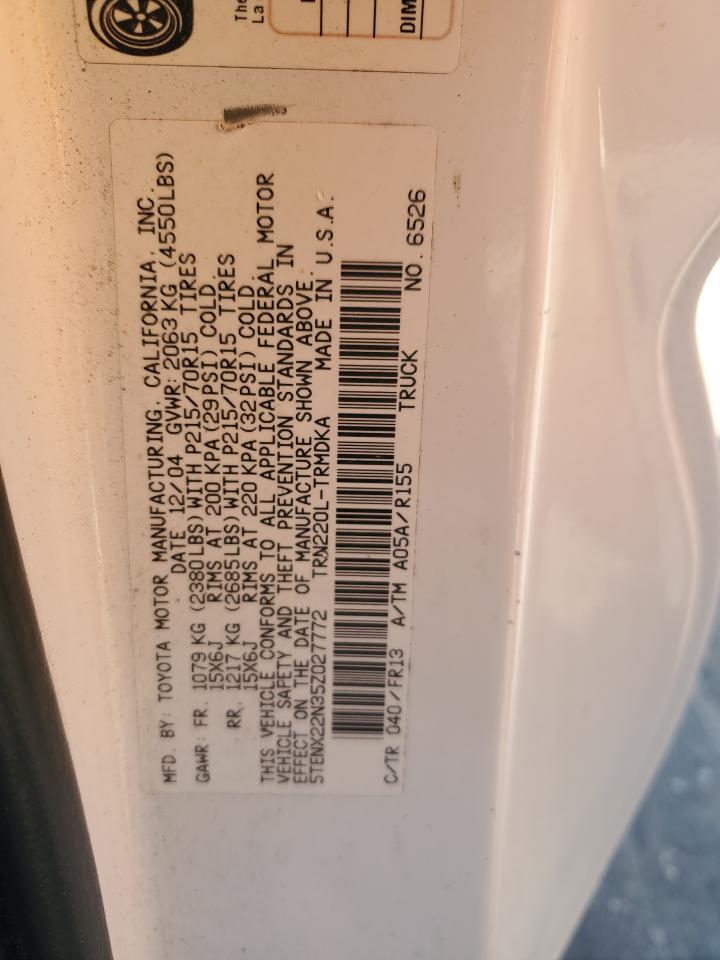 The
La
DIM
MFD. BY: TOYOTA MOTOR MANUFACTURING, CALIFORNIA, INC.
DATE 12/04 GVWR: 2063 KG (4550LBS)
GAWR: FR. 1079 KG (2380LBS) WITH P215/70R15 TIRES
15X6J RIMS AT 200 KPA (29PSI) COLD.
RR. 1217 KG (2685LBS) WITH P215/70R15 TIRES
15X6J RIMS AT 220 KPA (32PSI) COLD.
THIS VEHICLE CONFORMS TO ALL APPLICABLE FEDERAL MOTOR
VEHICLE SAFETY AND THEFT PREVENTION STANDARDS IN
EFFECT ON THE DATE OF MANUFACTURE SHOWN ABOVE.
5TENX22N35Z027772 TRN220L-TRMDKA MADE IN U.S.A.
C/TR 040/FR13 A/TM A05A/R155 TRUCK NO. 6526